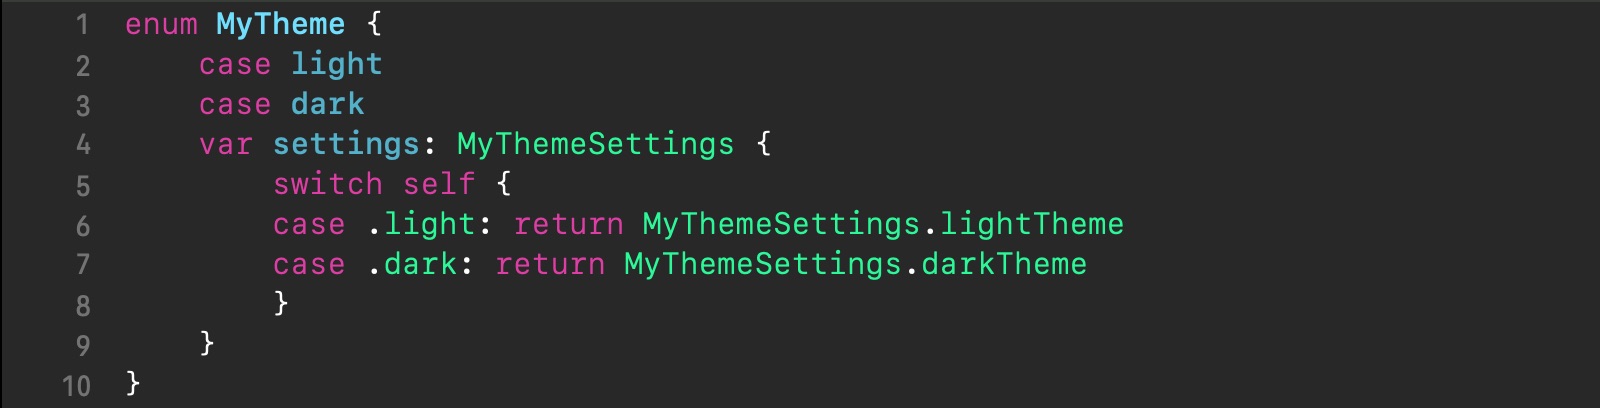 1 enum MyTheme {
2     case light
3     case dark
4     var settings: MyThemeSettings {
5         switch self {
6         case .light: return MyThemeSettings.lightTheme
7         case .dark: return MyThemeSettings.darkTheme
8         }
9     }
10 }